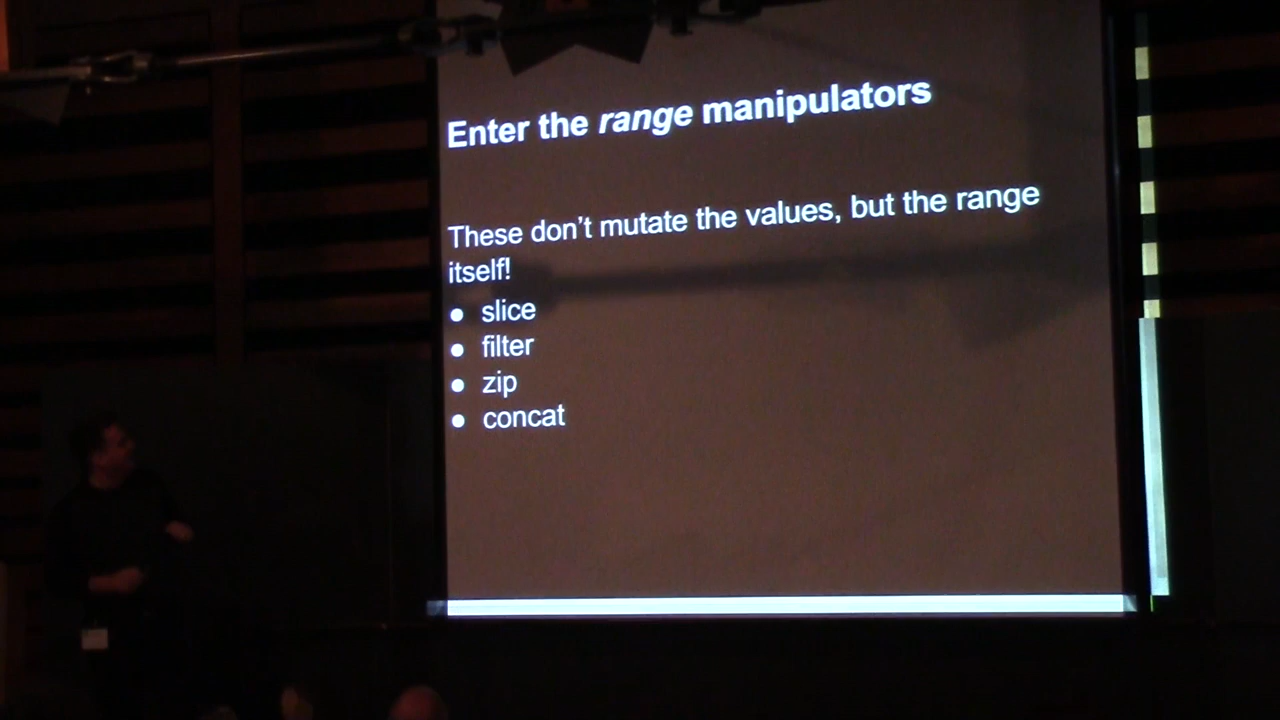 Enter the range manipulators
These don't mutate the values, but the range
itself!
● slice
● filter
● zip
● concat